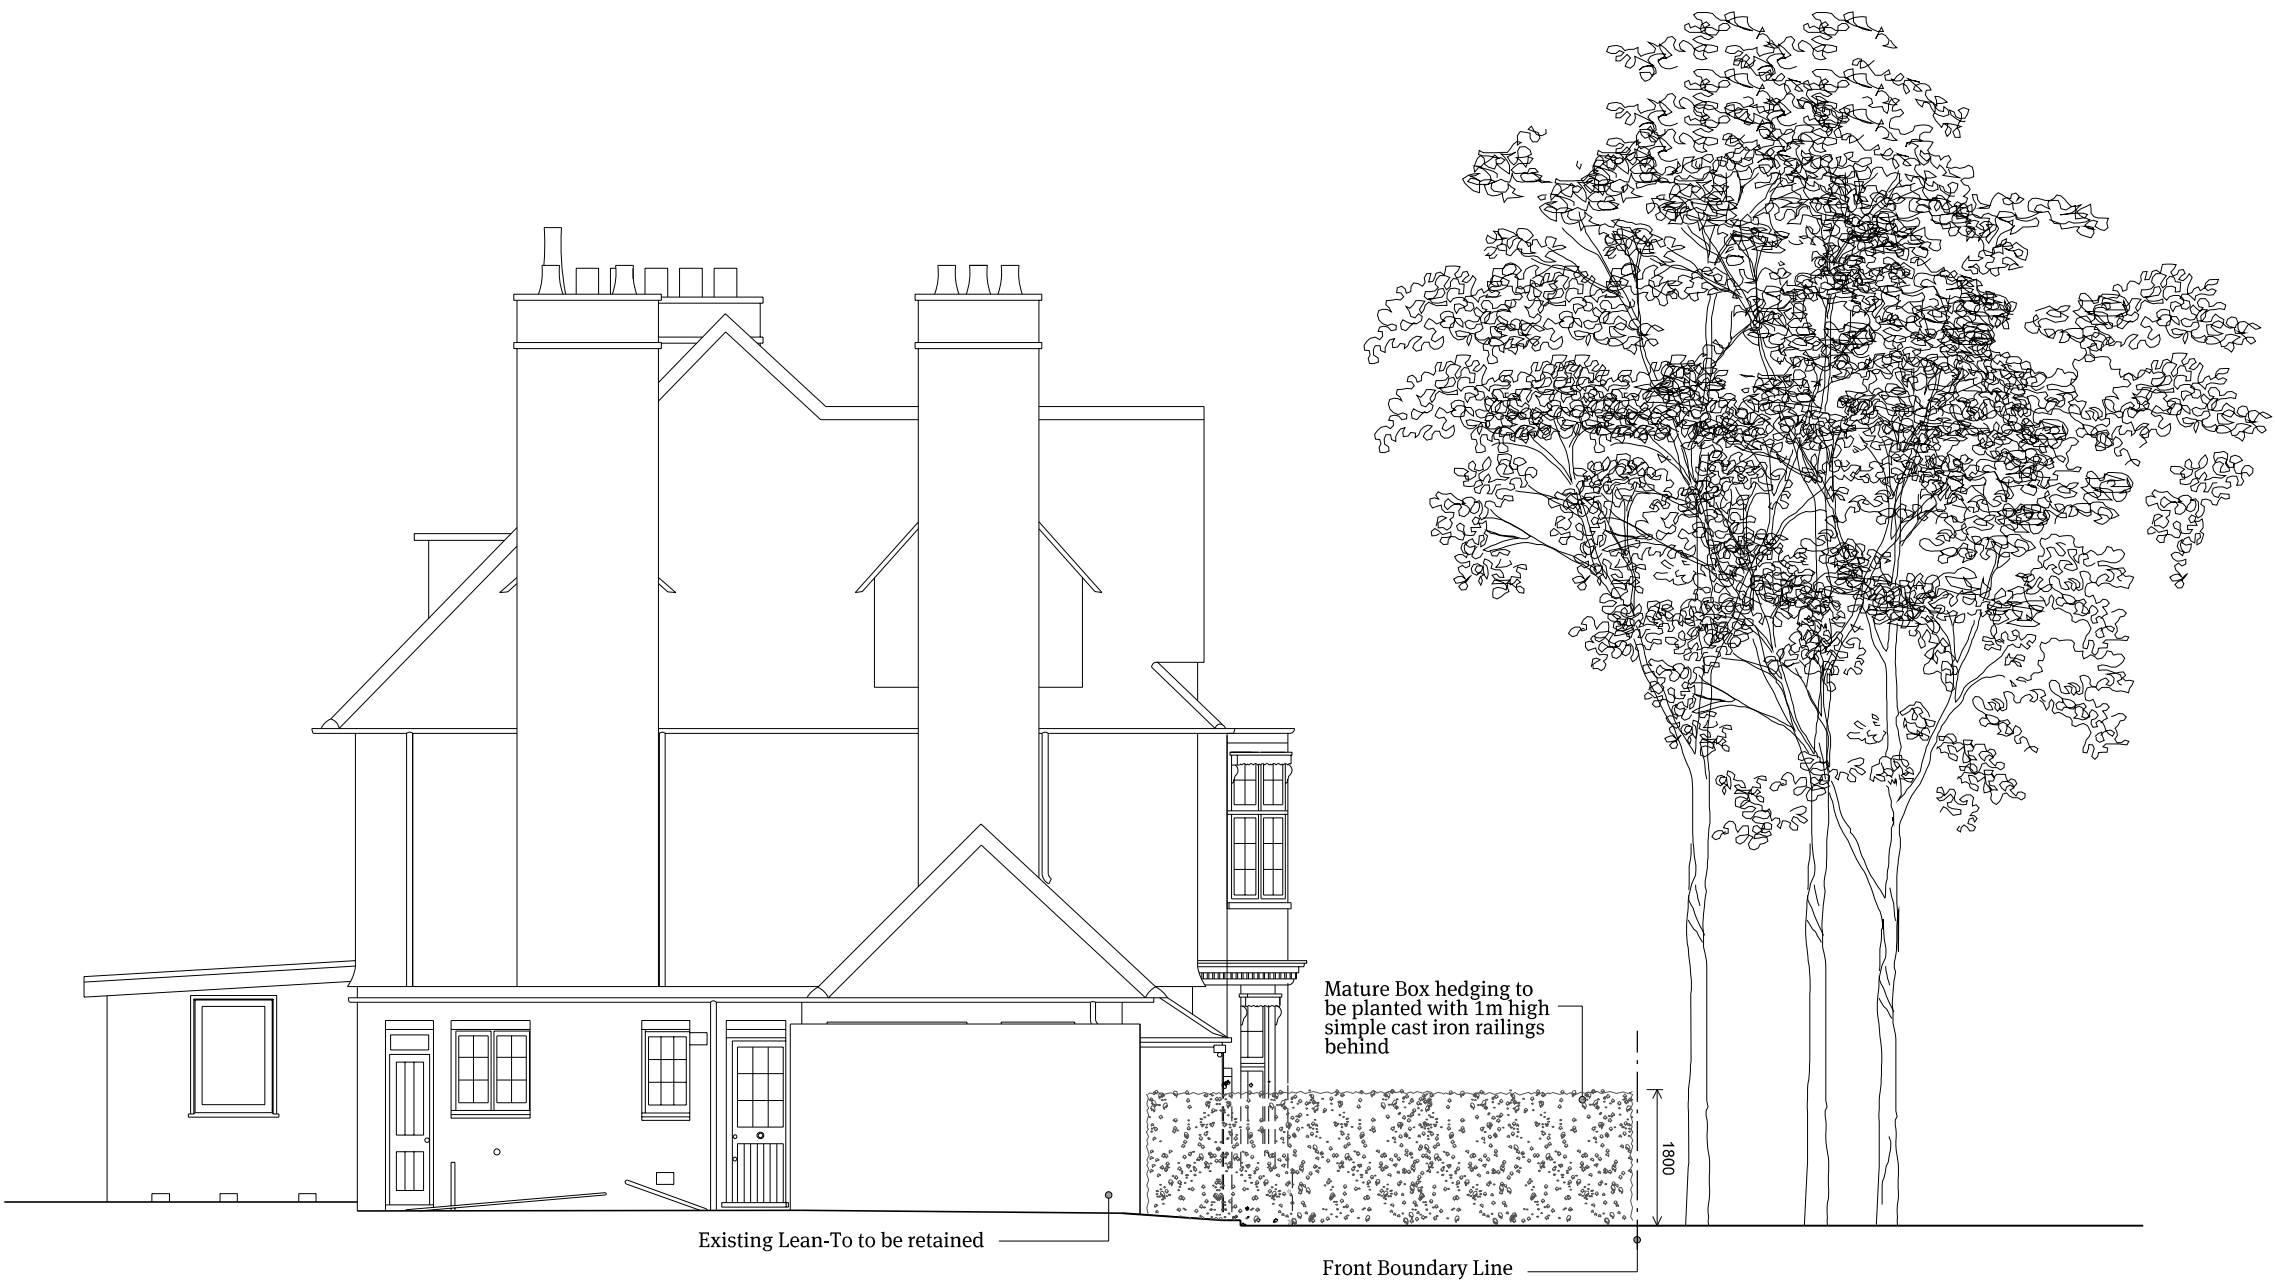 Mature Box hedging to
be planted with 1m high
simple cast iron railings
behind
1800
Existing Lean-To to be retained
Front Boundary Line